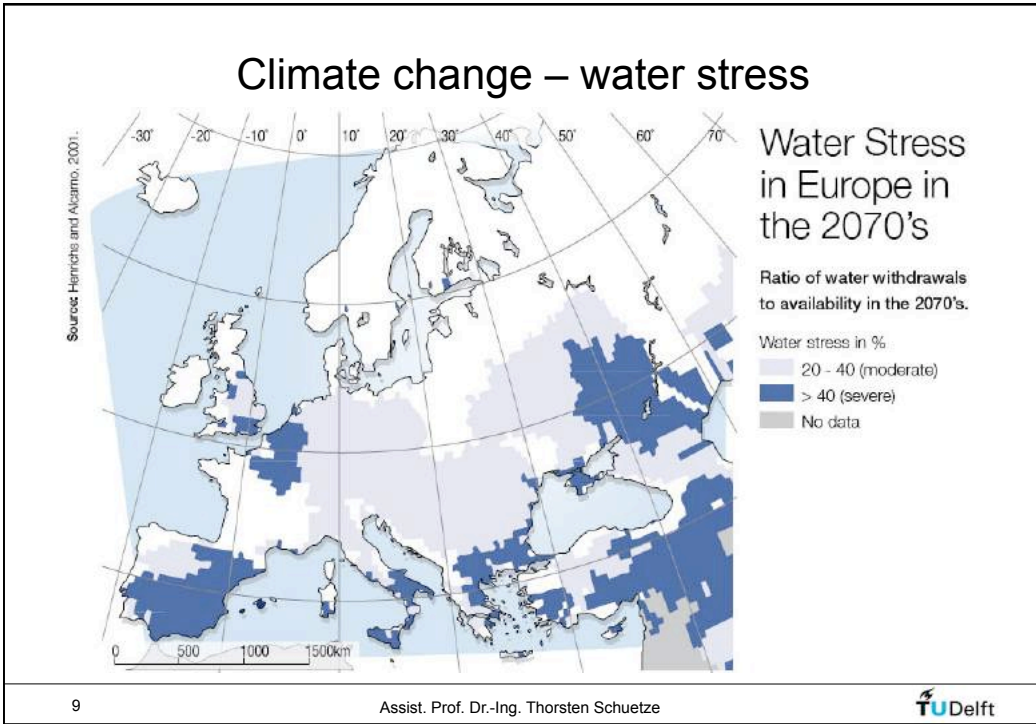 Climate change – water stress
Source: Henrichs and Alcamo, 2001.
-30° -20° -10° 0° 10° 20° 30° 40° 50° 60° 70°
Water Stress
in Europe in
the 2070's
Ratio of water withdrawals
to availability in the 2070's.
Water stress in %
20 - 40 (moderate)
> 40 (severe)
No data
0 500 1000 1500km
9 Assist. Prof. Dr.-Ing. Thorsten Schuetze TUDelft